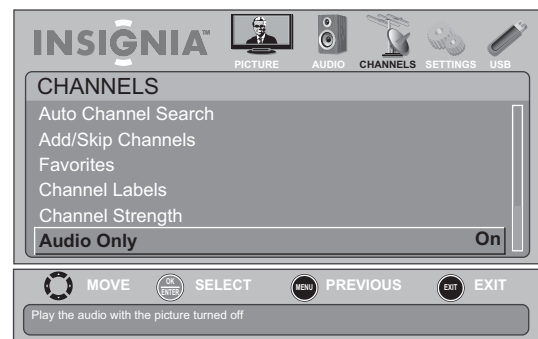 INSIGNIA™
PICTURE AUDIO CHANNELS SETTINGS USB
CHANNELS
Auto Channel Search
Add/Skip Channels
Favorites
Channel Labels
Channel Strength
Audio Only On
MOVE OK ENTER SELECT MENU PREVIOUS EXIT EXIT
Play the audio with the picture turned off